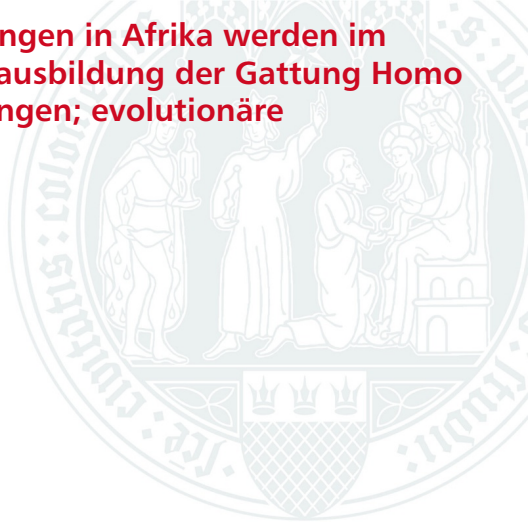 ngen in Afrika werden im
ausbildung der Gattung Homo
ngen; evolutionäre